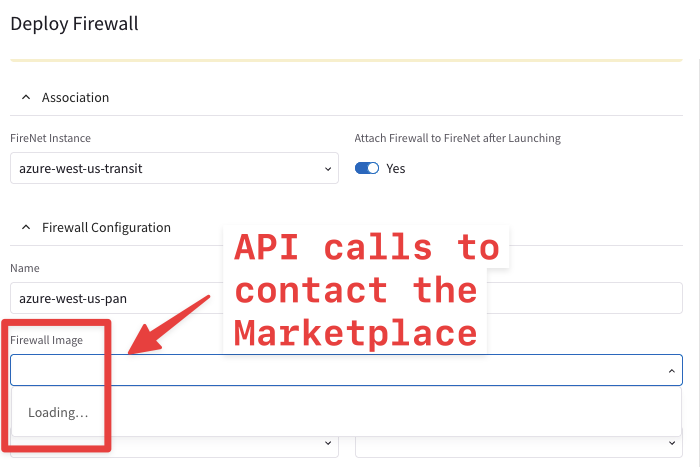 Deploy Firewall
Association
FireNet Instance
Attach Firewall to FireNet after Launching
azure-west-us-transit
Yes
Firewall Configuration
Name
azure-west-us-pan
API calls to
contact the
Marketplace
Firewall Image
Loading...